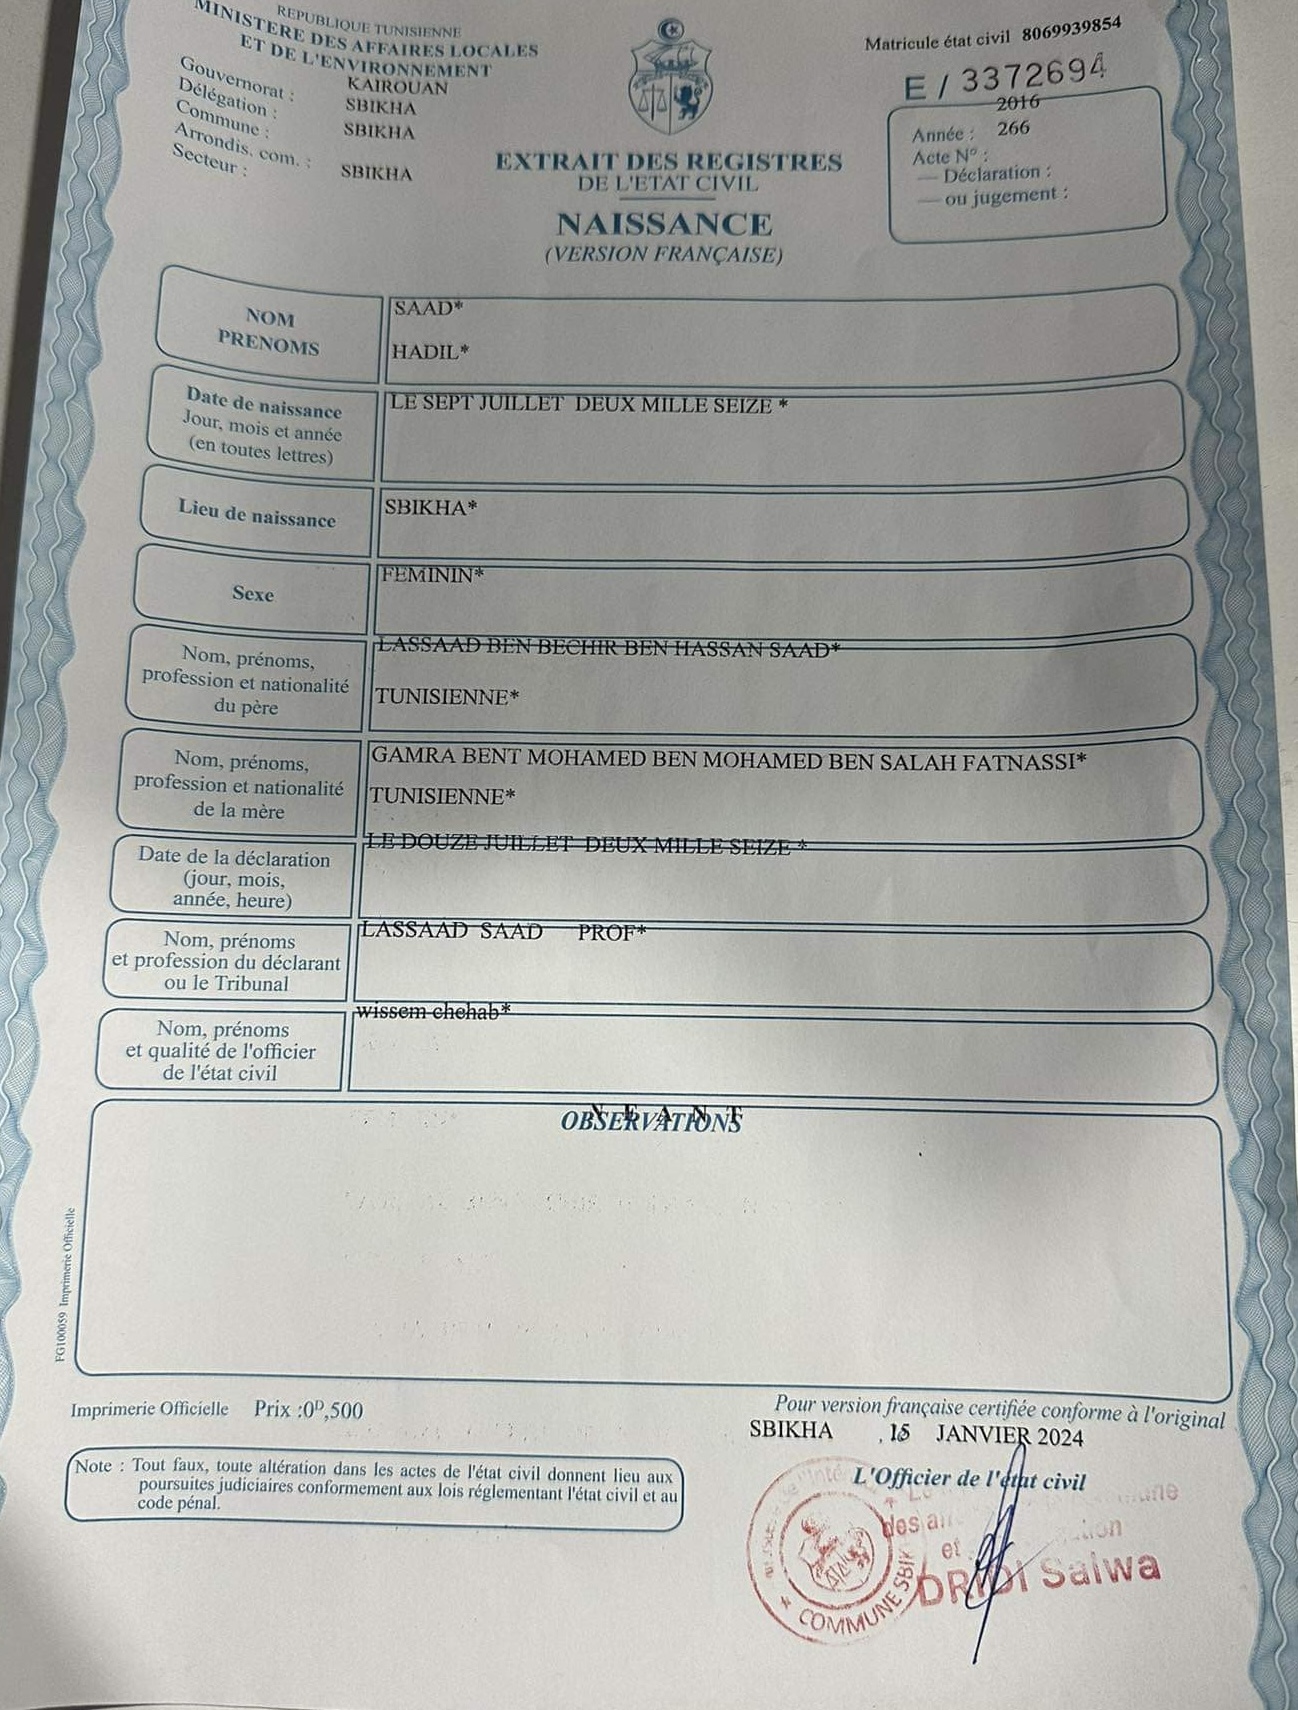 REPUBLIQUE TUNISIENNE
MINISTERE DES AFFAIRES LOCALES
ET DE L'ENVIRONNEMENT
Gouvernorat : KAIROUAN
Délégation : SBIKHA
Commune : SBIKHA
Arrondis. com. :
Secteur : SBIKHA
EXTRAIT DES REGISTRES
DE L'ETAT CIVIL
NAISSANCE
(VERSION FRANÇAISE)
Matricule état civil 8069939854
E / 3372694
2016
Année : 266
Acte N° :
— Déclaration :
— ou jugement :
NOM SAAD*
PRENOMS HADIL*
Date de naissance LE SEPT JUILLET DEUX MILLE SEIZE *
Jour, mois et année
(en toutes lettres)
Lieu de naissance SBIKHA*
Sexe FEMININ*
Nom, prénoms, LASSAAD BEN BECHIR BEN HASSAN SAAD*
profession et nationalité TUNISIENNE*
du père
Nom, prénoms, GAMRA BENT MOHAMED BEN MOHAMED BEN SALAH FATNASSI*
profession et nationalité TUNISIENNE*
de la mère
LE DOUZE JUILLET DEUX MILLE SEIZE *
Date de la déclaration
(jour, mois,
année, heure)
LASSAAD SAAD PROF*
Nom, prénoms
et profession du déclarant
ou le Tribunal
wissem chehab*
Nom, prénoms
et qualité de l'officier
de l'état civil
N E A N T
OBSERVATIONS
FG100059 Imprimerie Officielle
Imprimerie Officielle Prix :0D,500
Note : Tout faux, toute altération dans les actes de l'état civil donnent lieu aux
poursuites judiciaires conformement aux lois réglementant l'état civil et au
code pénal.
Pour version française certifiée conforme à l'original
SBIKHA , 15 JANVIER 2024
L'Officier de l'état civil
et
DRIDI Salwa
COMMUNE SBIK